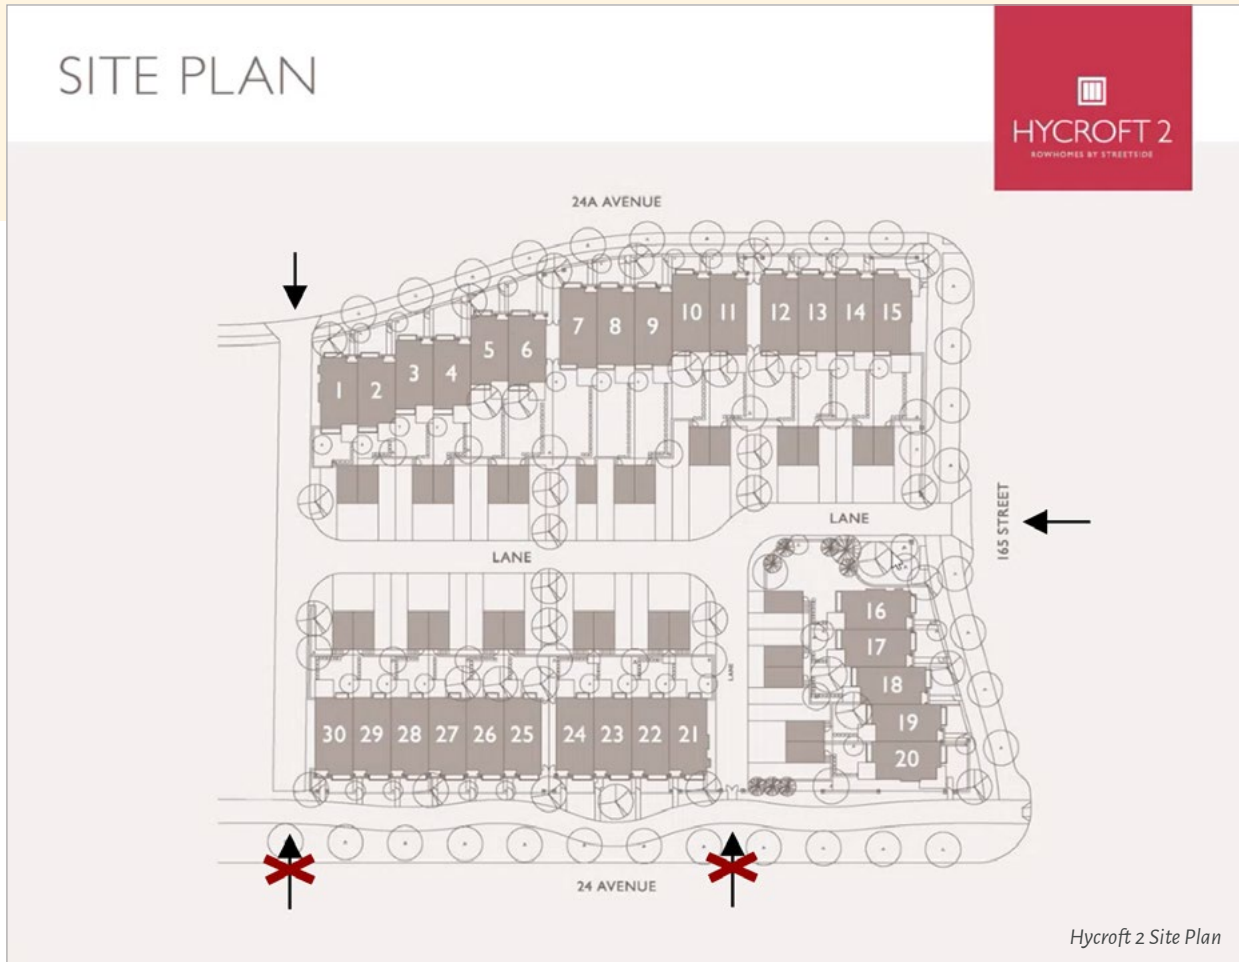 SITE PLAN
HYCROFT 2
ROWHOMES BY STREETSIDE
24A AVENUE
1 2 3 4 5 6 7 8 9 10 11 12 13 14 15
LANE
165 STREET
LANE
16
17
LANE
18
19
20
30 29 28 27 26 25 24 23 22 21
24 AVENUE
Hycroft 2 Site Plan